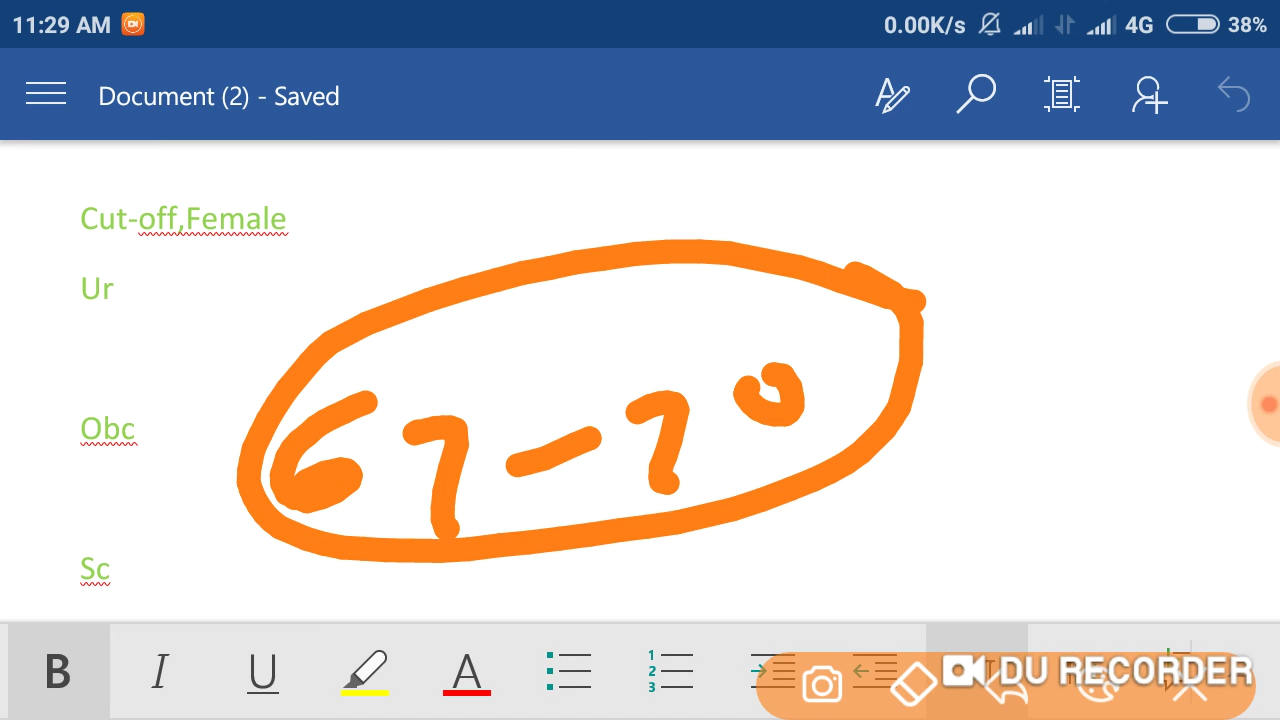 11:29 AM 0.00K/s 4G 38%
Document (2) - Saved
Cut-off,Female
Ur
67-70
Obc
Sc
B I U A 1 2 3
DU RECORDER